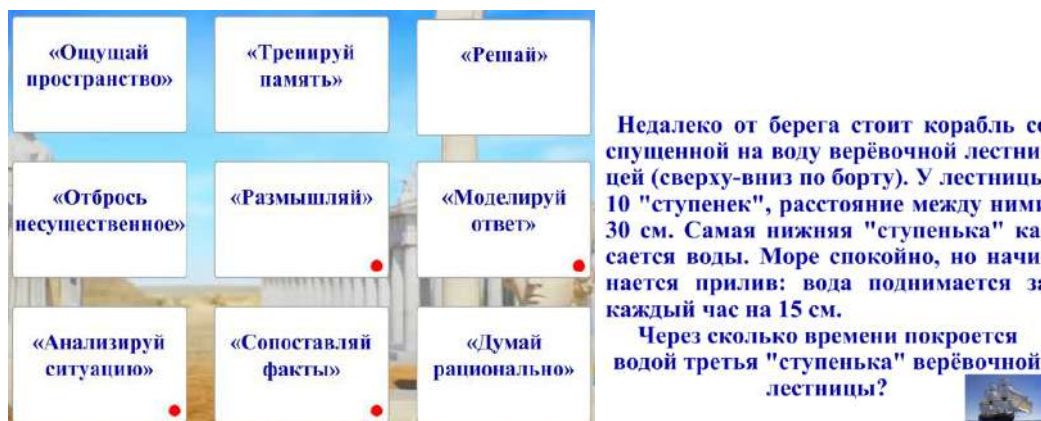 «Ощущай
пространство»
«Тренируй
память»
«Решай»
«Отбрось
несущественное»
«Размышляй»
«Моделируй
ответ»
«Анализируй
ситуацию»
«Сопоставляй
факты»
«Думай
рационально»
Недалеко от берега стоит корабль со
спущенной на воду верёвочной лестни-
цей (сверху-вниз по борту). У лестницы
10 "ступенек", расстояние между ними
30 см. Самая нижняя "ступенька" ка-
сается воды. Море спокойно, но начи-
нается прилив: вода поднимается за
каждый час на 15 см.
Через сколько времени покроется
водой третья "ступенька" верёвочной
лестницы?